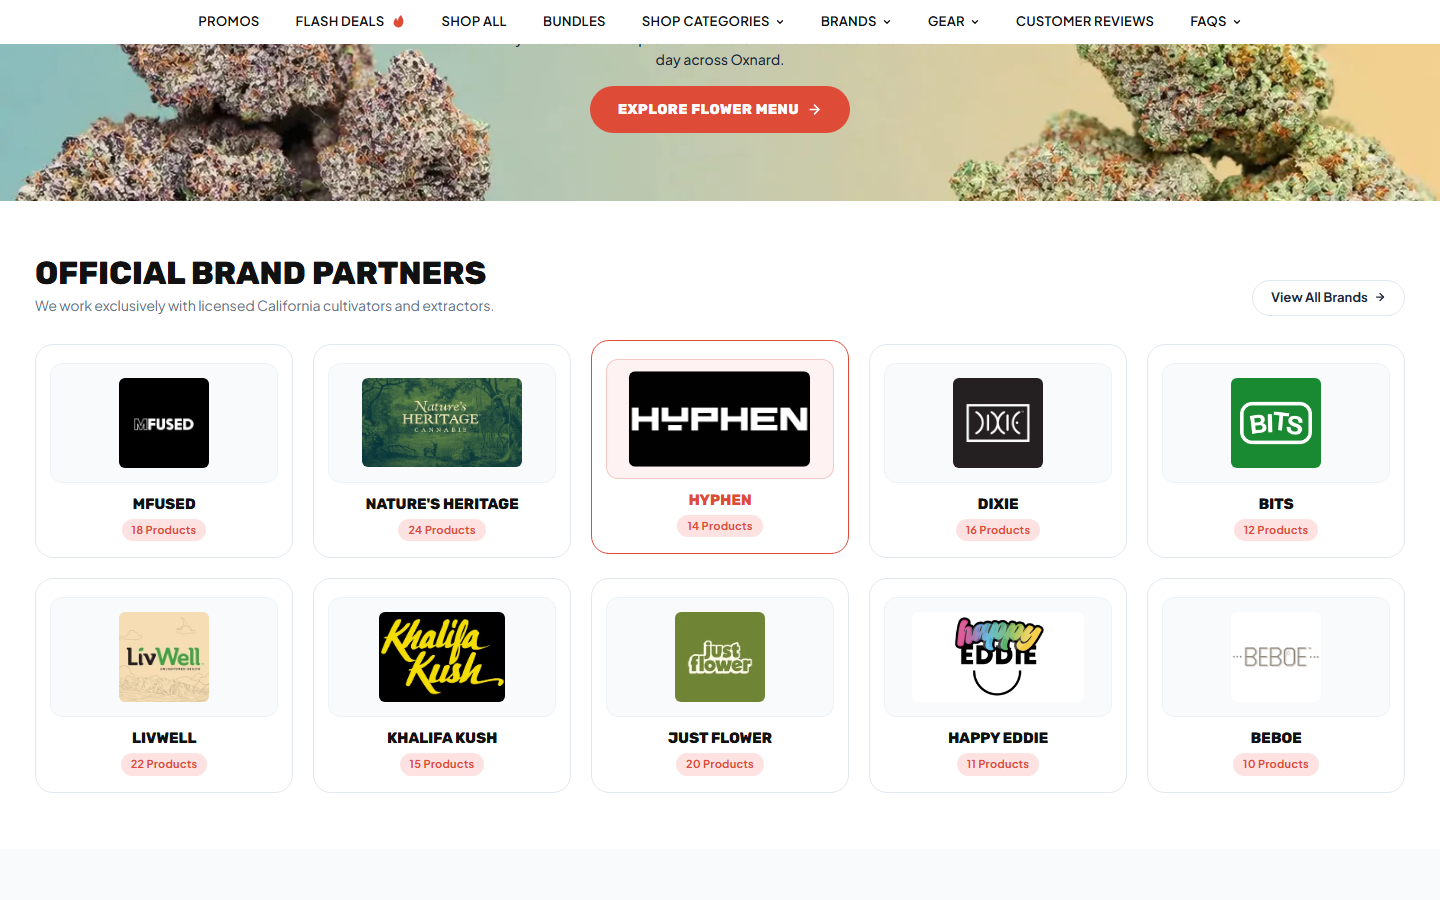 PROMOS
FLASH DEALS
SHOP ALL
BUNDLES
SHOP CATEGORIES
BRANDS
GEAR
CUSTOMER REVIEWS
FAQS
day across Oxnard.
EXPLORE FLOWER MENU
OFFICIAL BRAND PARTNERS
We work exclusively with licensed California cultivators and extractors.
View All Brands
MFUSED
MFUSED
18 Products
Nature's
HERITAGE
CANNABIS
NATURE'S HERITAGE
24 Products
HYPHEN
HYPHEN
14 Products
DIXIE
DIXIE
16 Products
BITS
BITS
12 Products
LivWell
LIVWELL
22 Products
Khalifa
Kush
KHALIFA KUSH
15 Products
just
flower
JUST FLOWER
20 Products
happy
EDDIE
HAPPY EDDIE
11 Products
BEBOE
BEBOE
10 Products